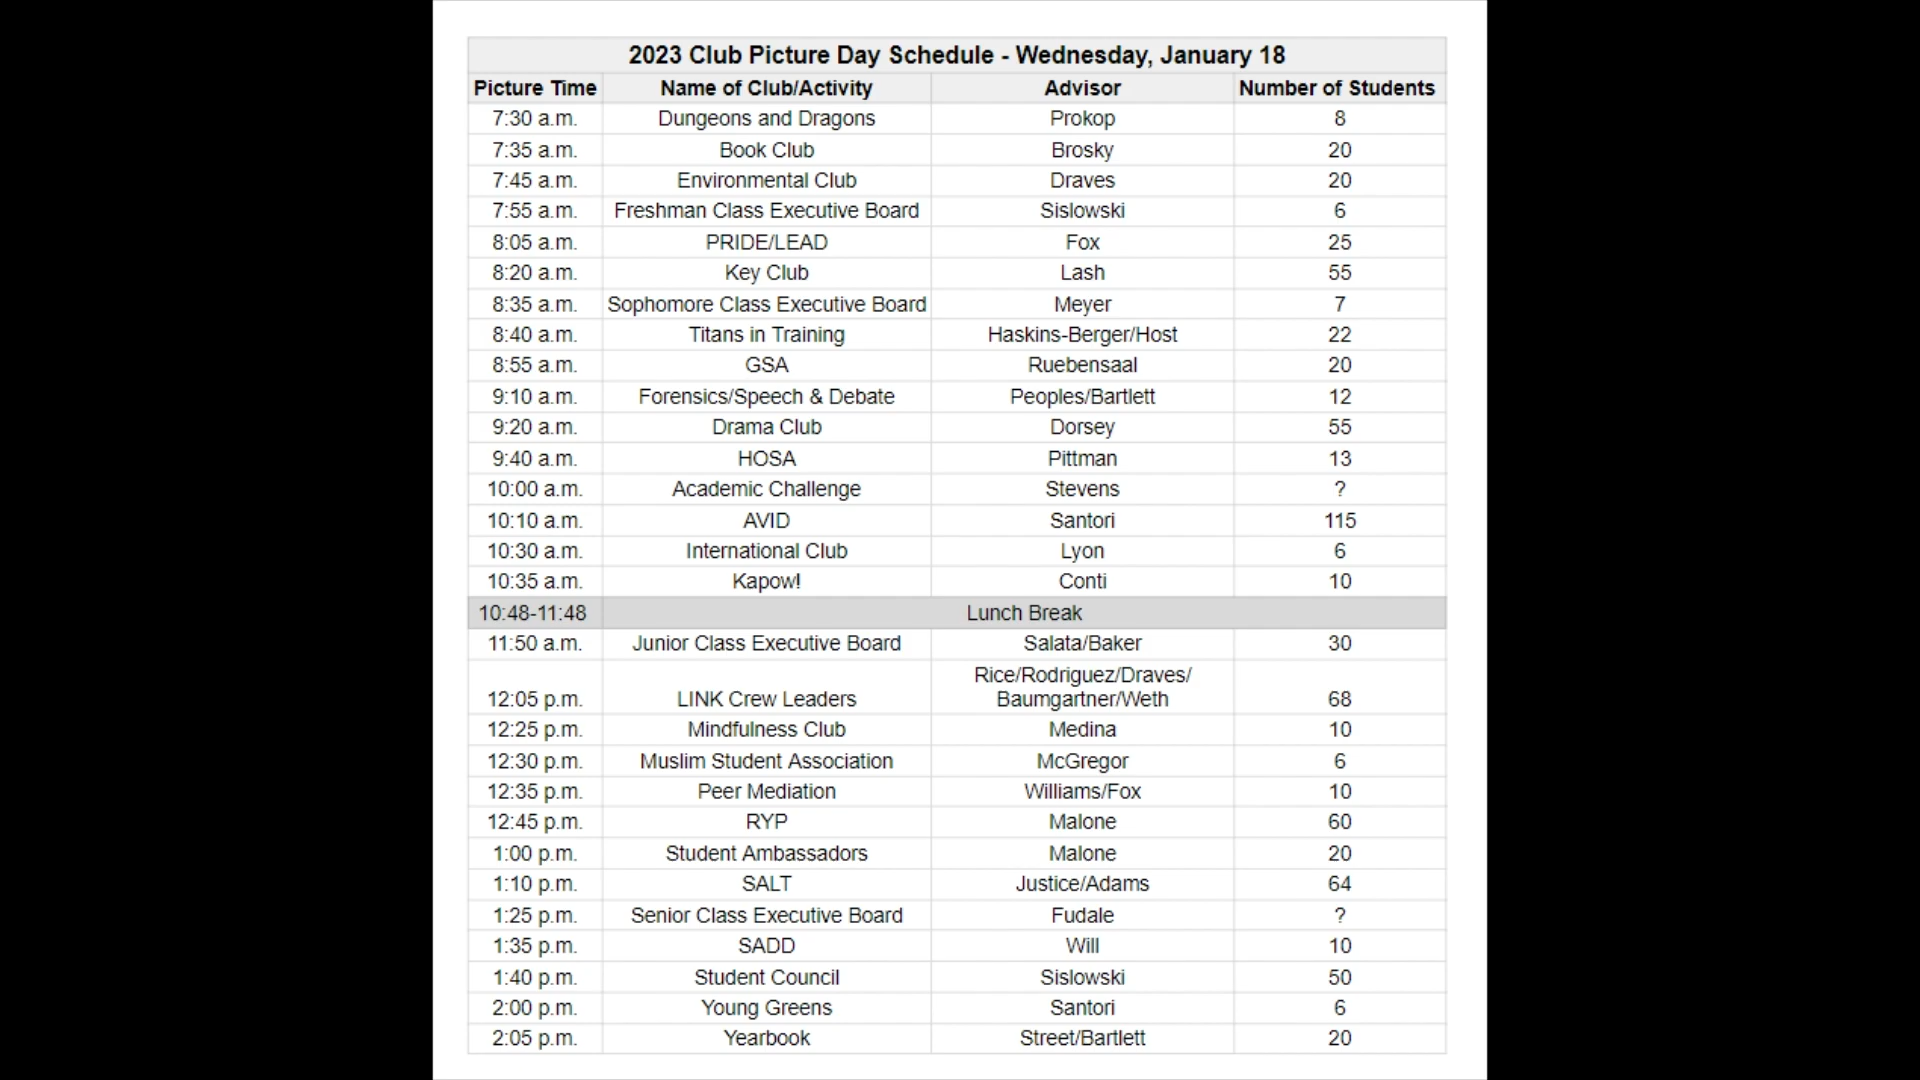 2023 Club Picture Day Schedule - Wednesday, January 18
Picture Time Name of Club/Activity Advisor Number of Students
7:30 a.m. Dungeons and Dragons Prokop 8
7:35 a.m. Book Club Brosky 20
7:45 a.m. Environmental Club Draves 20
7:55 a.m. Freshman Class Executive Board Sislowski 6
8:05 a.m. PRIDE/LEAD Fox 25
8:20 a.m. Key Club Lash 55
8:35 a.m. Sophomore Class Executive Board Meyer 7
8:40 a.m. Titans in Training Haskins-Berger/Host 22
8:55 a.m. GSA Ruebensaal 20
9:10 a.m. Forensics/Speech & Debate Peoples/Bartlett 12
9:20 a.m. Drama Club Dorsey 55
9:40 a.m. HOSA Pittman 13
10:00 a.m. Academic Challenge Stevens ?
10:10 a.m. AVID Santori 115
10:30 a.m. International Club Lyon 6
10:35 a.m. Kapow! Conti 10
10:48-11:48 Lunch Break
11:50 a.m. Junior Class Executive Board Salata/Baker 30
Rice/Rodriguez/Draves/
12:05 p.m. LINK Crew Leaders Baumgartner/Weth 68
12:25 p.m. Mindfulness Club Medina 10
12:30 p.m. Muslim Student Association McGregor 6
12:35 p.m. Peer Mediation Williams/Fox 10
12:45 p.m. RYP Malone 60
1:00 p.m. Student Ambassadors Malone 20
1:10 p.m. SALT Justice/Adams 64
1:25 p.m. Senior Class Executive Board Fudale ?
1:35 p.m. SADD Will 10
1:40 p.m. Student Council Sislowski 50
2:00 p.m. Young Greens Santori 6
2:05 p.m. Yearbook Street/Bartlett 20